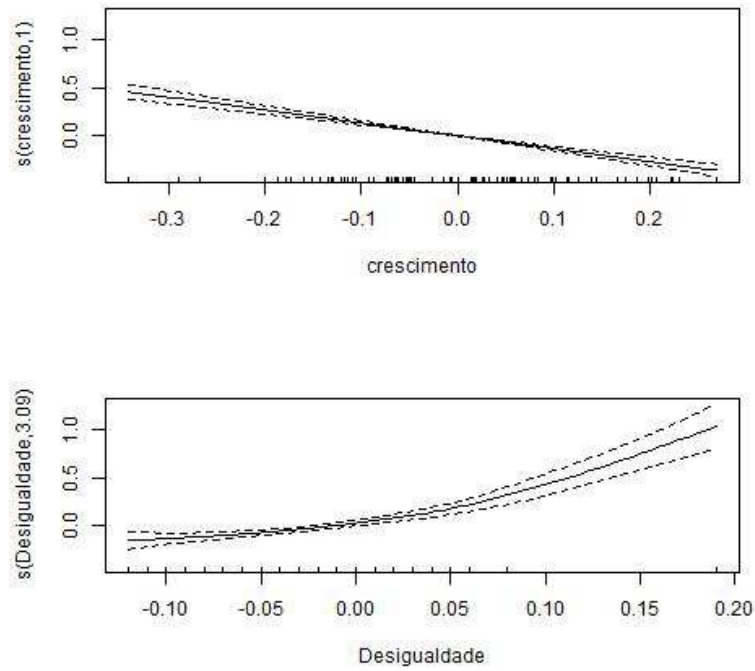 s(crescimento,1)
1.0
0.5
0.0
-0.3 -0.2 -0.1 0.0 0.1 0.2
crescimento
s(Desigualdade,3.09)
1.0
0.5
0.0
-0.10 -0.05 0.00 0.05 0.10 0.15 0.20
Desigualdade